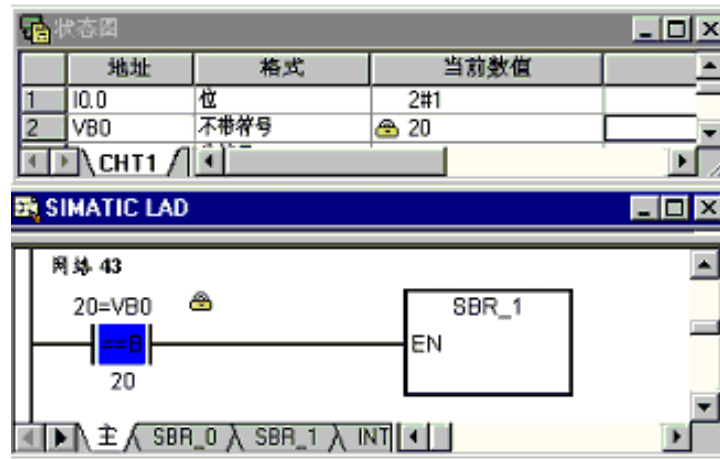 状态图
地址 格式 当前数值
1 I0.0 位 2#1
2 VB0 不带符号 20
CHT1
SIMATIC LAD
网络 43
20=VB0
SBR_1
==B
EN
20
主 SBR_0 SBR_1 INT